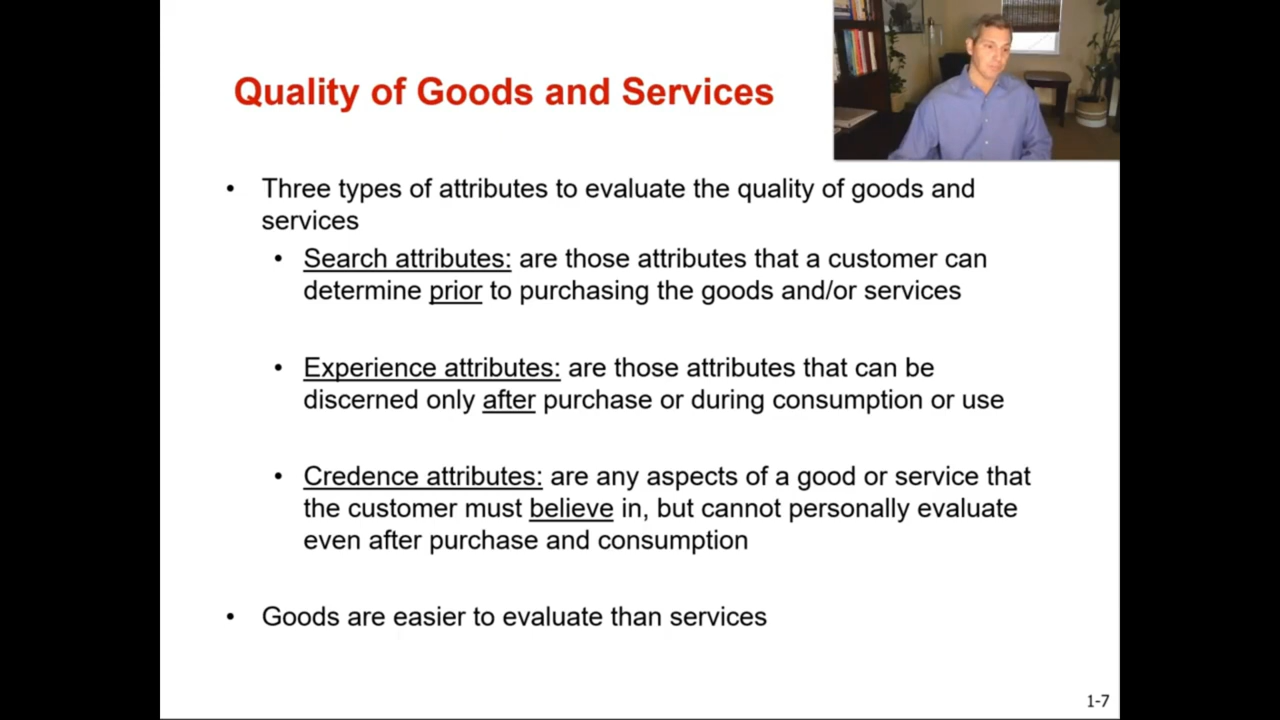 Quality of Goods and Services
• Three types of attributes to evaluate the quality of goods and
services
• Search attributes: are those attributes that a customer can
determine prior to purchasing the goods and/or services
• Experience attributes: are those attributes that can be
discerned only after purchase or during consumption or use
• Credence attributes: are any aspects of a good or service that
the customer must believe in, but cannot personally evaluate
even after purchase and consumption
• Goods are easier to evaluate than services
1-7